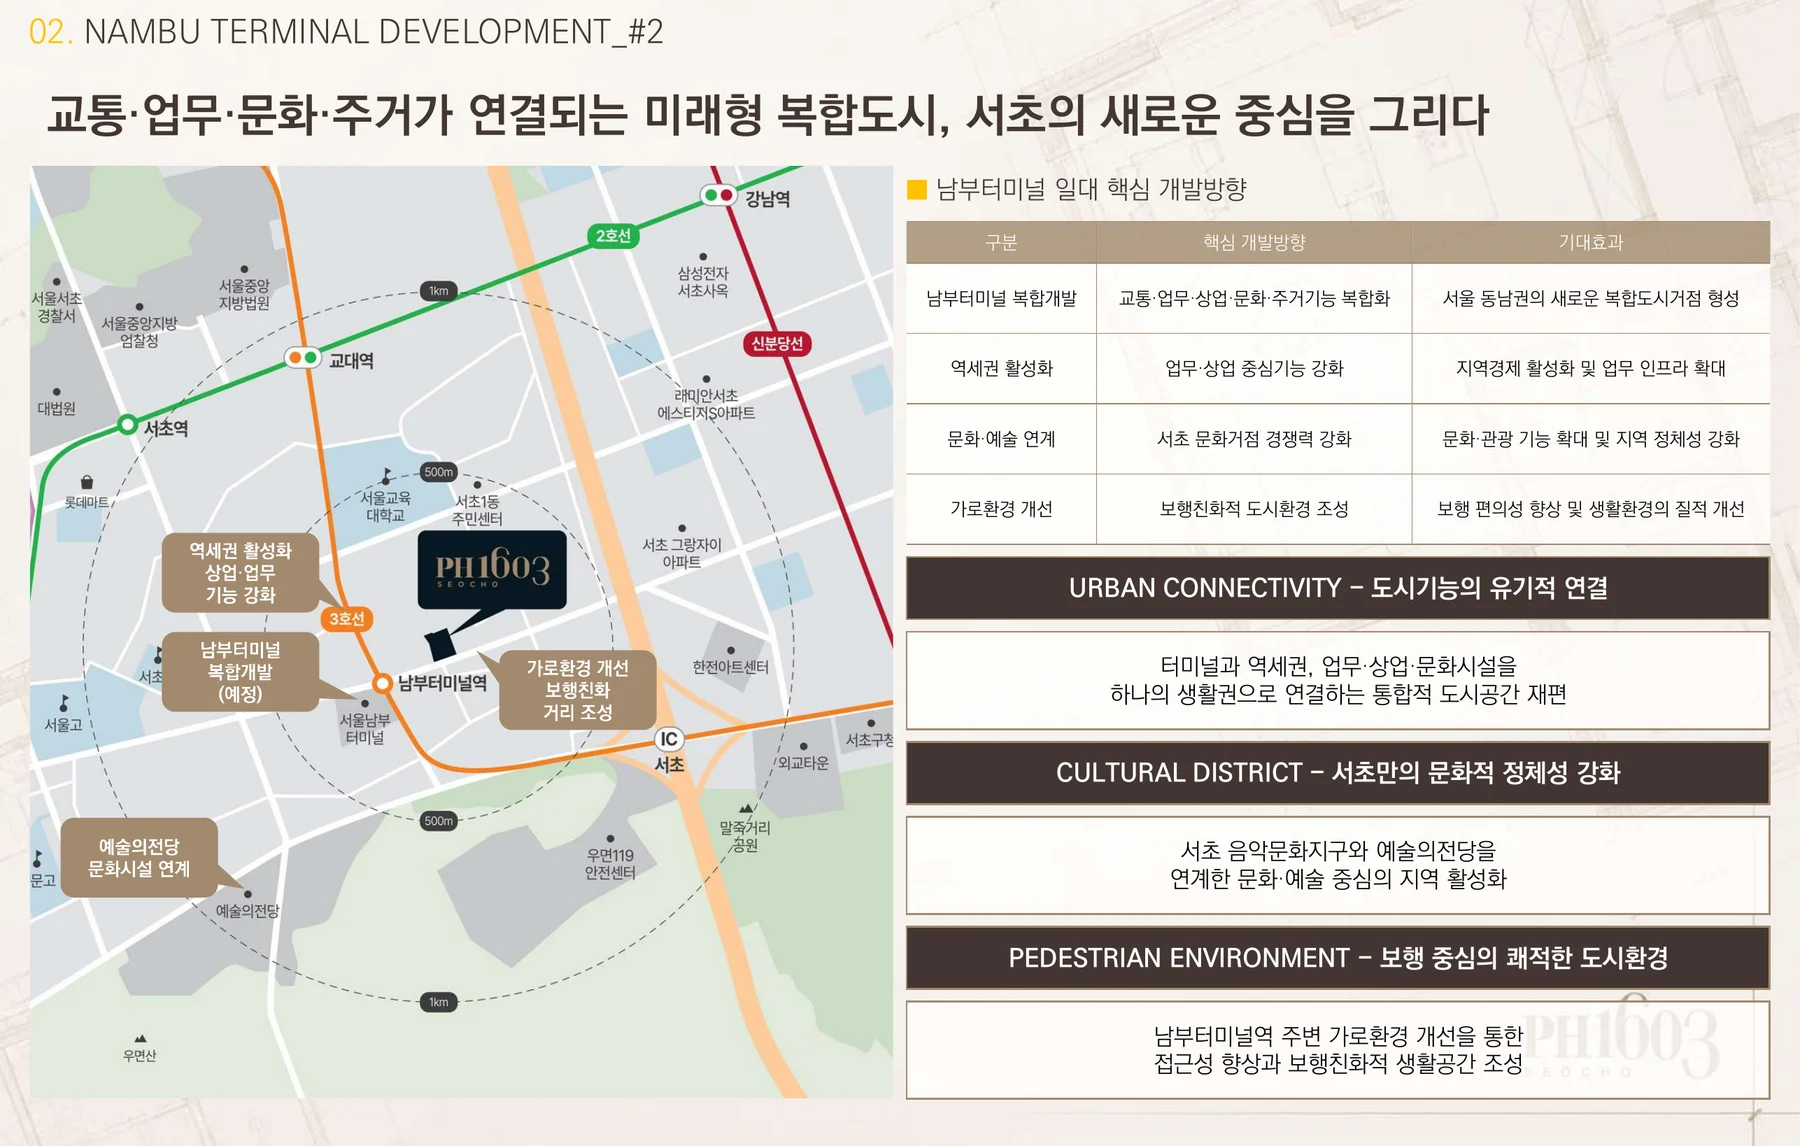 02. NAMBU TERMINAL DEVELOPMENT_#2
교통·업무·문화·주거가 연결되는 미래형 복합도시, 서초의 새로운 중심을 그리다
강남역
2호선
삼성전자
서초사옥
서울중앙
지방법원
서울서초
경찰서
서울중앙지방
검찰청
1km
신분당선
교대역
래미안서초
에스티지S아파트
대법원
서초역
롯데마트
500m
서울교육
대학교
서초1동
주민센터
서초 그랑자이
아파트
역세권 활성화
상업·업무
기능 강화
PH1603
SEOCHO
3호선
남부터미널
복합개발
(예정)
서초
가로환경 개선
보행친화
거리 조성
한전아트센터
남부터미널역
서울고
서울남부
터미널
IC
서초
서초구청
외교타운
500m
말죽거리
공원
예술의전당
문화시설 연계
우면119
안전센터
문고
예술의전당
1km
우면산
남부터미널 일대 핵심 개발방향
구분 핵심 개발방향 기대효과
남부터미널 복합개발 교통·업무·상업·문화·주거기능 복합화 서울 동남권의 새로운 복합도시거점 형성
역세권 활성화 업무·상업 중심기능 강화 지역경제 활성화 및 업무 인프라 확대
문화·예술 연계 서초 문화거점 경쟁력 강화 문화·관광 기능 확대 및 지역 정체성 강화
가로환경 개선 보행친화적 도시환경 조성 보행 편의성 향상 및 생활환경의 질적 개선
URBAN CONNECTIVITY – 도시기능의 유기적 연결
터미널과 역세권, 업무·상업·문화시설을
하나의 생활권으로 연결하는 통합적 도시공간 재편
CULTURAL DISTRICT – 서초만의 문화적 정체성 강화
서초 음악문화지구와 예술의전당을
연계한 문화·예술 중심의 지역 활성화
PEDESTRIAN ENVIRONMENT – 보행 중심의 쾌적한 도시환경
남부터미널역 주변 가로환경 개선을 통한
접근성 향상과 보행친화적 생활공간 조성
PH1603
SEOCHO